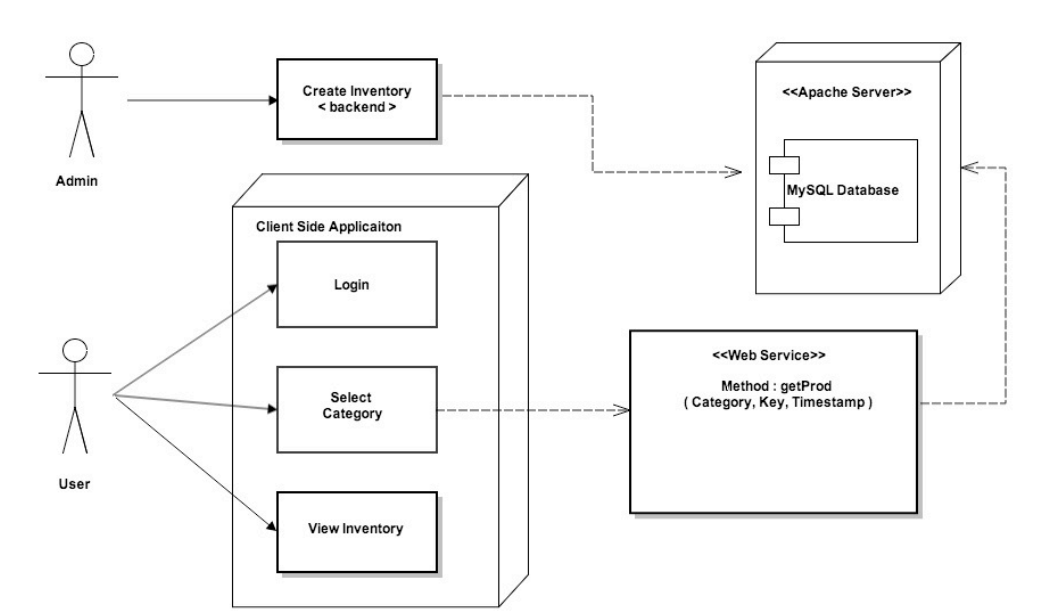 Create Inventory
< backend >
<<Apache Server>>
MySQL Database
Admin
Client Side Applicaiton
Login
Select
Category
View Inventory
User
<<Web Service>>
Method : getProd
( Category, Key, Timestamp )